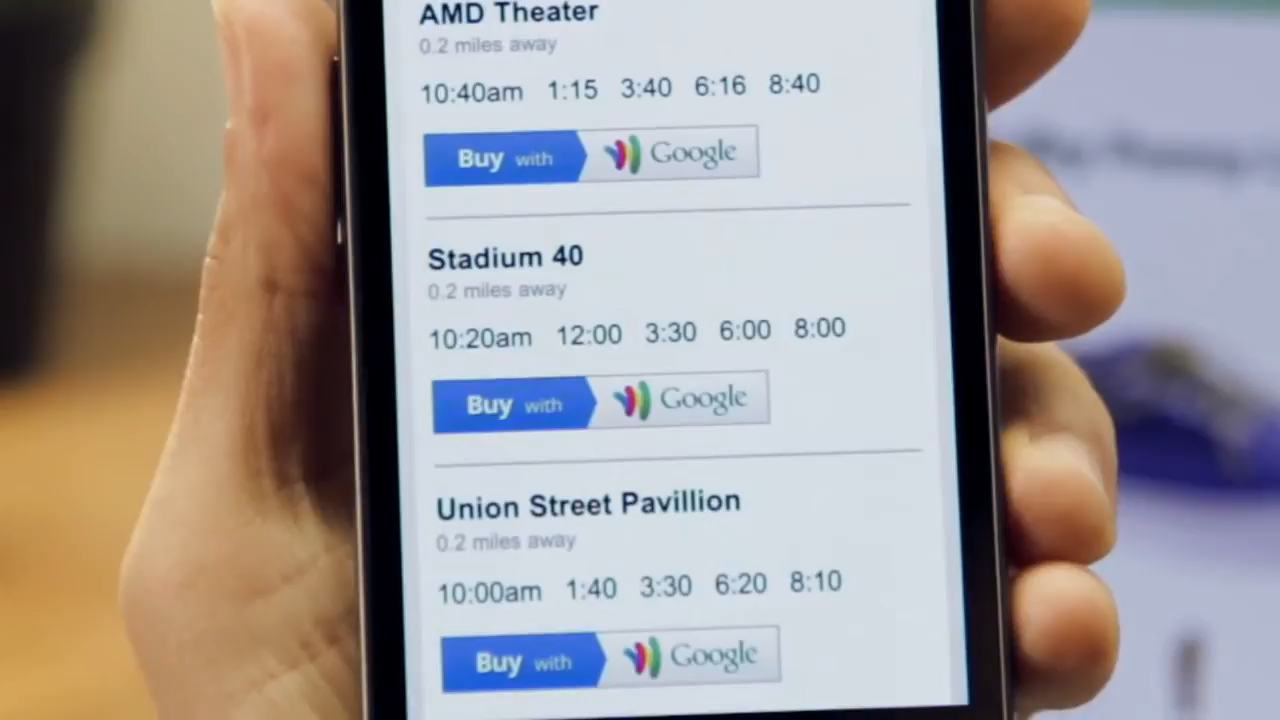 AMD Theater
0.2 miles away
10:40am 1:15 3:40 6:16 8:40
Buy with Google
Stadium 40
0.2 miles away
10:20am 12:00 3:30 6:00 8:00
Buy with Google
Union Street Pavillion
0.2 miles away
10:00am 1:40 3:30 6:20 8:10
Buy with Google